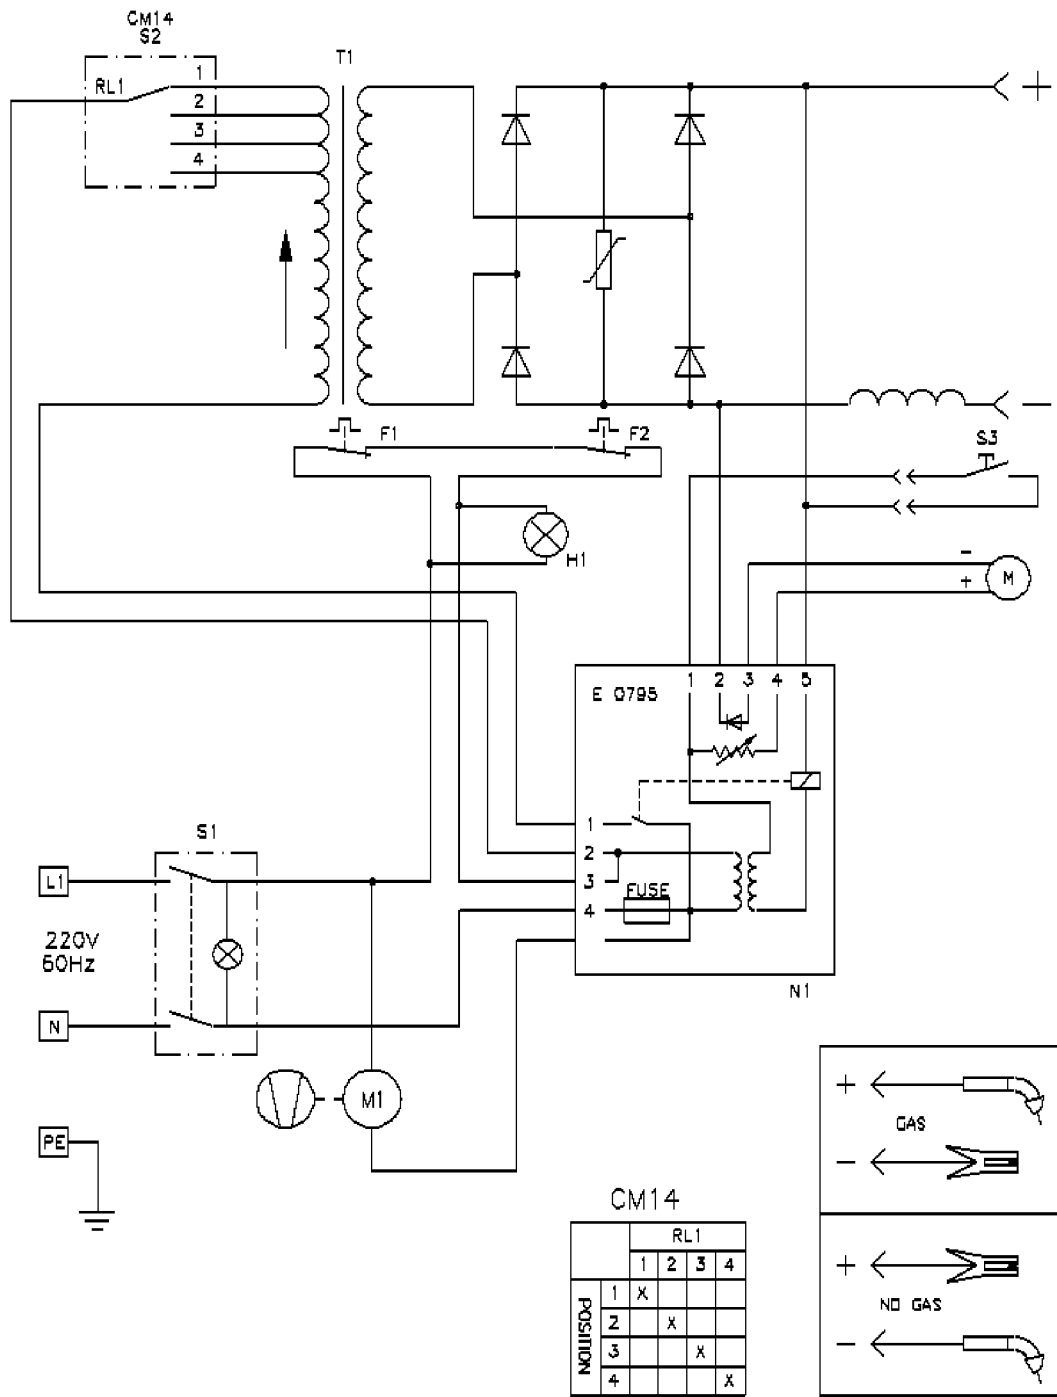 CM14
S2
T1
RL1
1
2
3
4
+
F1
F2
S3
−
H1
−
+
M
1 2 3 4 5
E 0795
S1
1
2
3
4
FUSE
L1
220V
60Hz
N
N1
M1
+
GAS
−
PE
CM14
RL1
1 2 3 4
POSITION
1 X
2 X
3 X
4 X
+
NO GAS
−